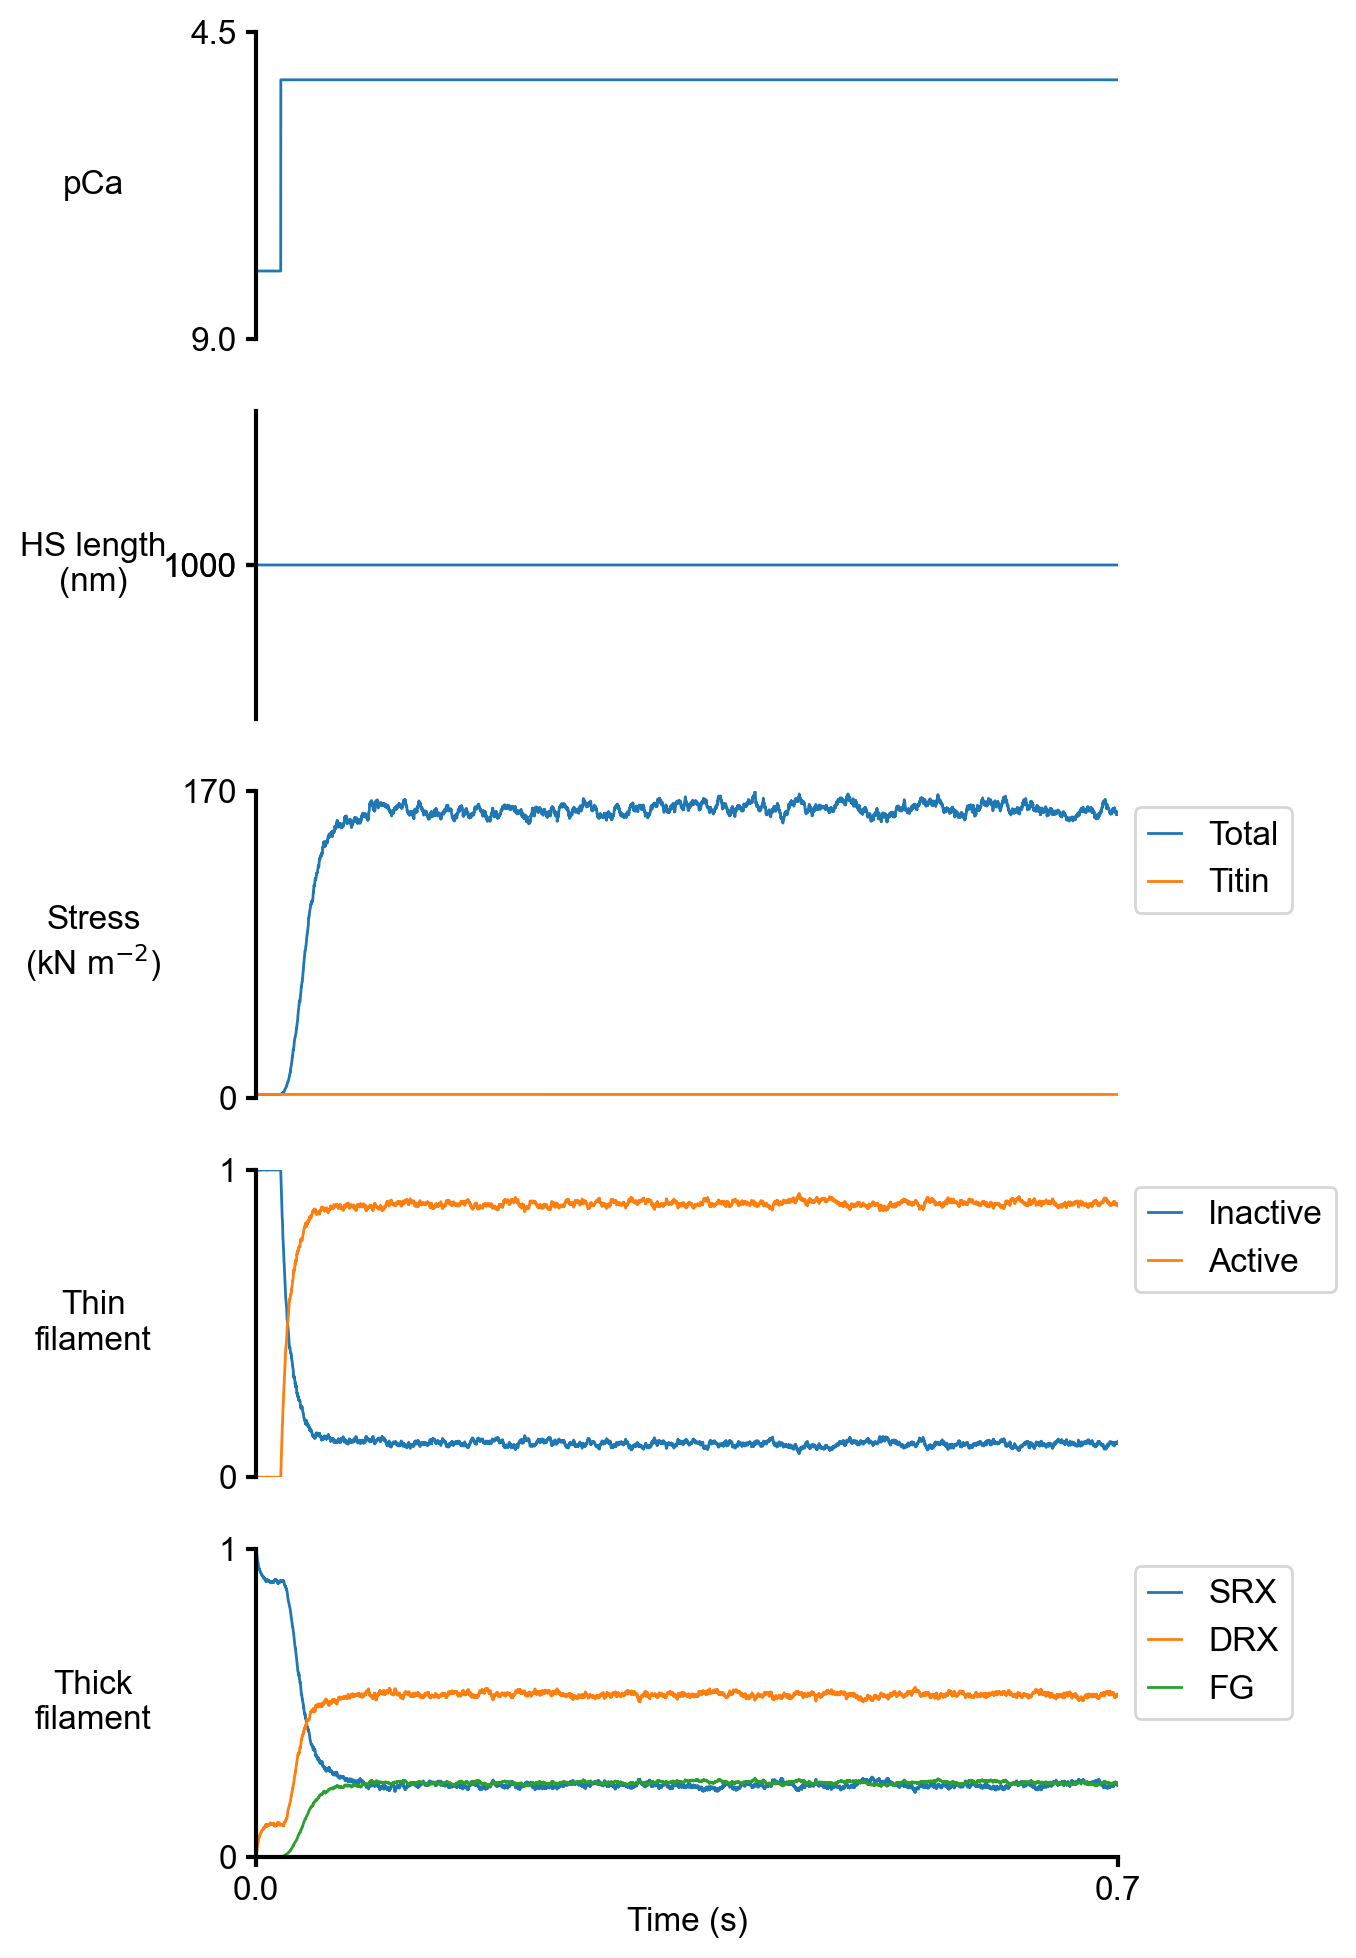 4.5
pCa
9.0
HS length
(nm)
1000
170
Stress
(kN m⁻²)
0
Total
Titin
1
Thin
filament
0
Inactive
Active
1
Thick
filament
0
SRX
DRX
FG
0.0
0.7
Time (s)